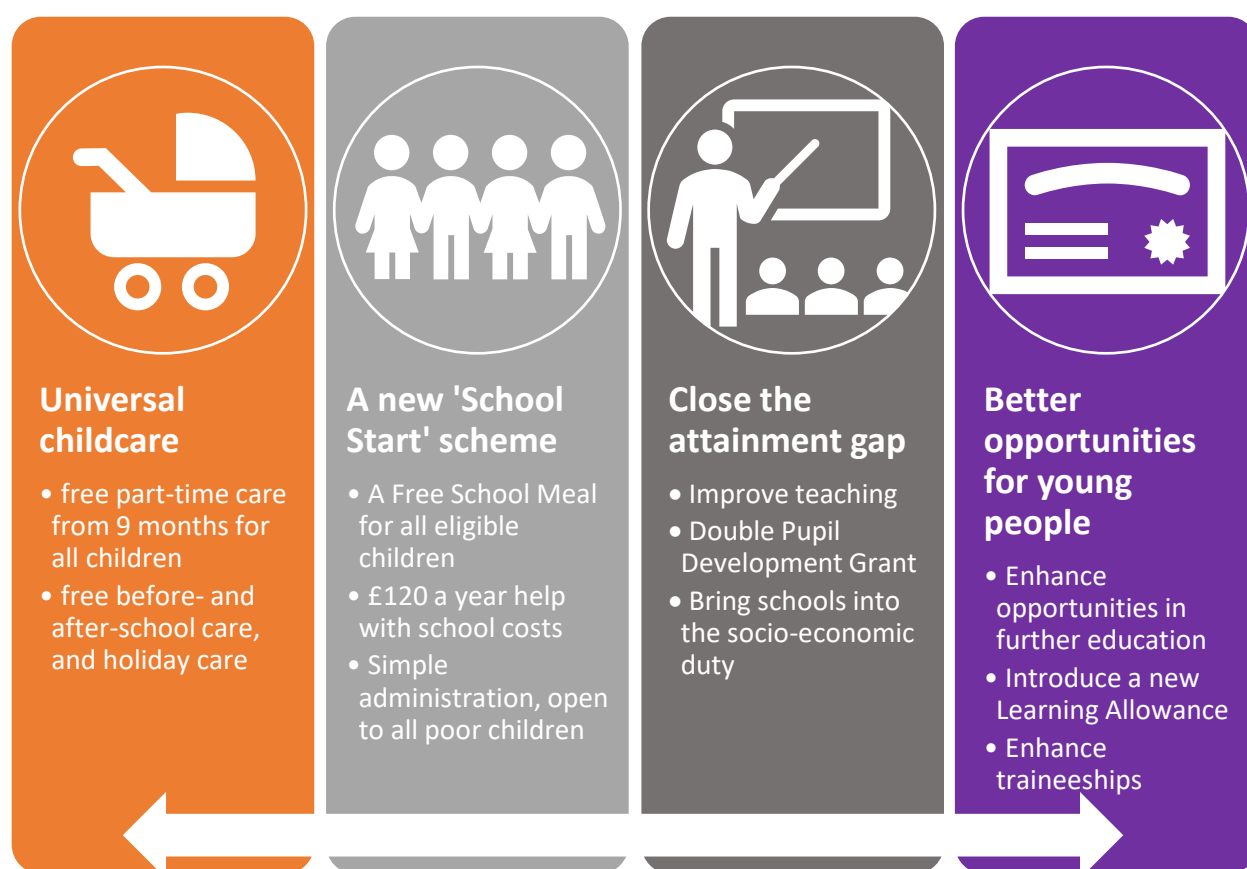 Universal
childcare
• free part-time care
from 9 months for
all children
• free before- and
after-school care,
and holiday care
A new 'School
Start' scheme
• A Free School Meal
for all eligible
children
• £120 a year help
with school costs
• Simple
administration, open
to all poor children
Close the
attainment gap
• Improve teaching
• Double Pupil
Development Grant
• Bring schools into
the socio-economic
duty
Better
opportunities
for young
people
• Enhance
opportunities in
further education
• Introduce a new
Learning Allowance
• Enhance
traineeships